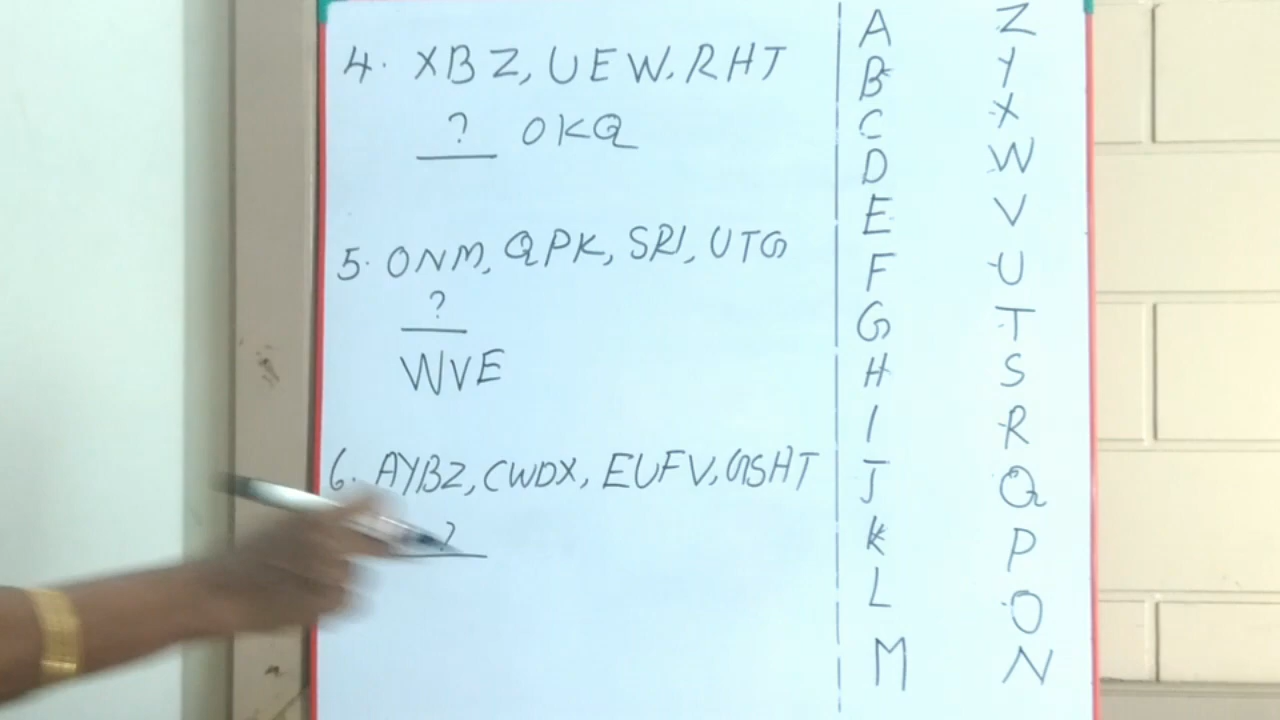 4. XBZ, UEW, RHT
? OKQ
5. ONM, QPK, SRI, UTG
?
WVE
6. AYBZ, CWDX, EUFV, GSHT
?
A Z
B Y
C X
D W
E V
F U
G T
H S
I R
J Q
K P
L O
M N